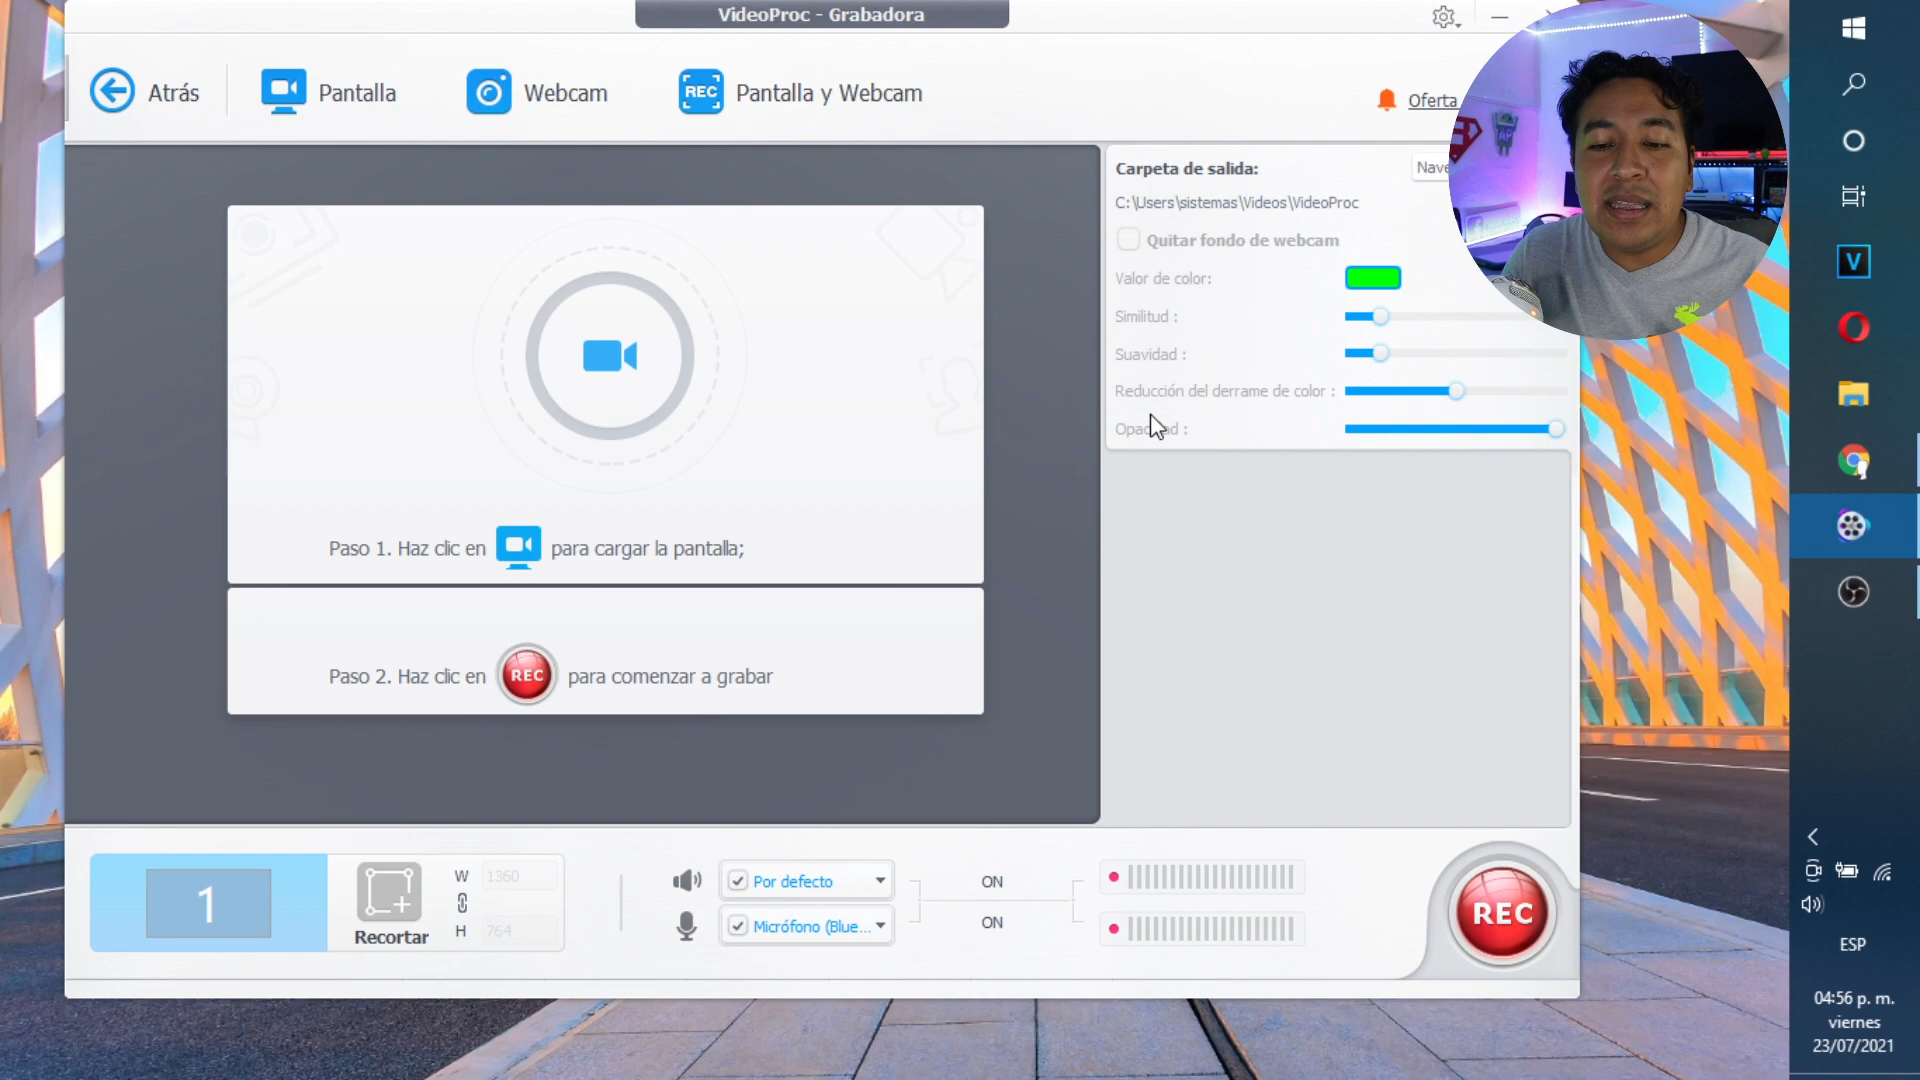 VideoProc - Grabadora
Atrás
Pantalla
Webcam
REC
Pantalla y Webcam
Oferta
Carpeta de salida:
Nave
C:\Users\sistemas\Videos\VideoProc
Quitar fondo de webcam
Valor de color:
Similitud :
Suavidad :
Reducción del derrame de color :
Paso 1. Haz clic en para cargar la pantalla;
Paso 2. Haz clic en REC para comenzar a grabar
1
Recortar
W 1360
H 764
Por defecto
Micrófono (Blue...
ON
ON
REC
V
ESP
04:56 p. m.
viernes
23/07/2021